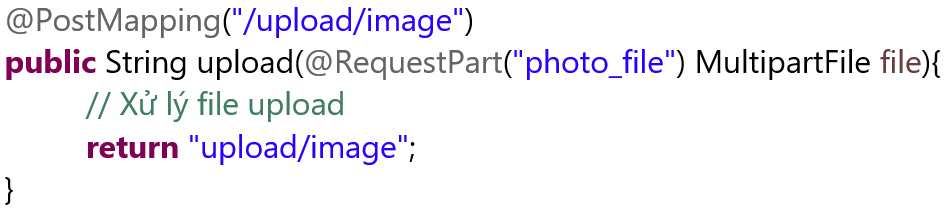 @PostMapping("/upload/image")
public String upload(@RequestPart("photo_file") MultipartFile file){
// Xử lý file upload
return "upload/image";
}